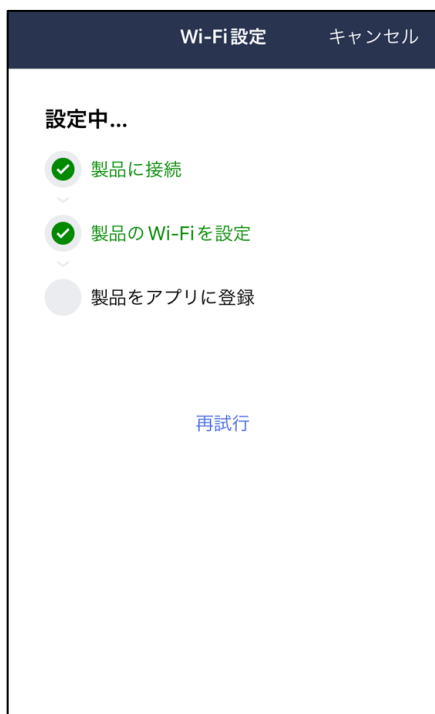 Wi-Fi設定 キャンセル
設定中...
製品に接続
製品のWi-Fiを設定
製品をアプリに登録
再試行